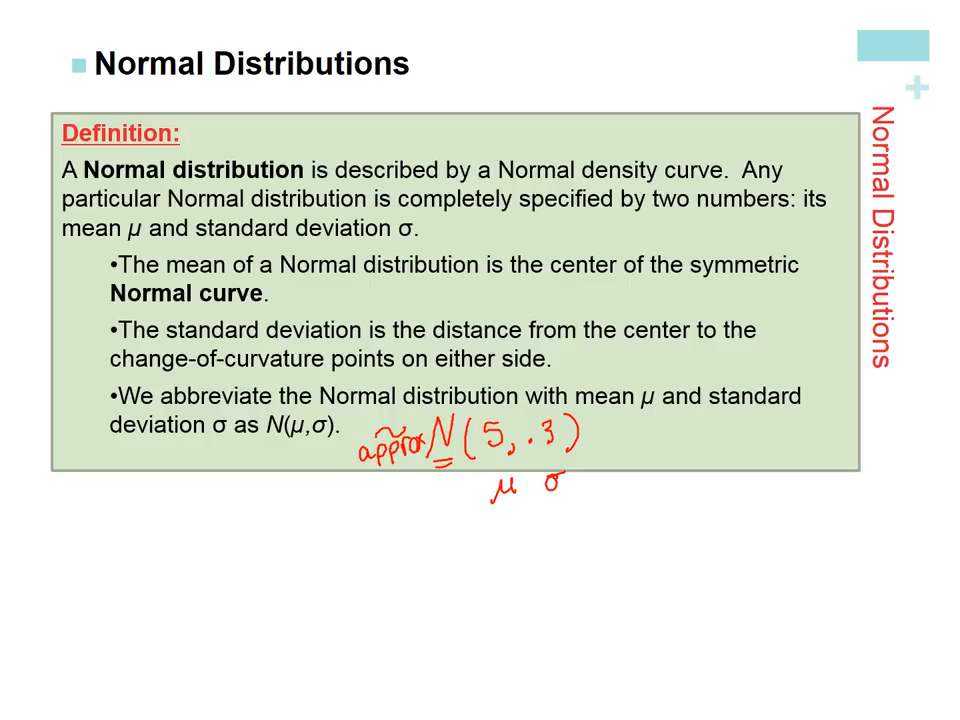 Normal Distributions
Definition:
A Normal distribution is described by a Normal density curve. Any
particular Normal distribution is completely specified by two numbers: its
mean µ and standard deviation σ.
•The mean of a Normal distribution is the center of the symmetric
Normal curve.
•The standard deviation is the distance from the center to the
change-of-curvature points on either side.
•We abbreviate the Normal distribution with mean µ and standard
deviation σ as N(µ,σ).
approx N(5, .3)
µ σ
+
Normal Distributions